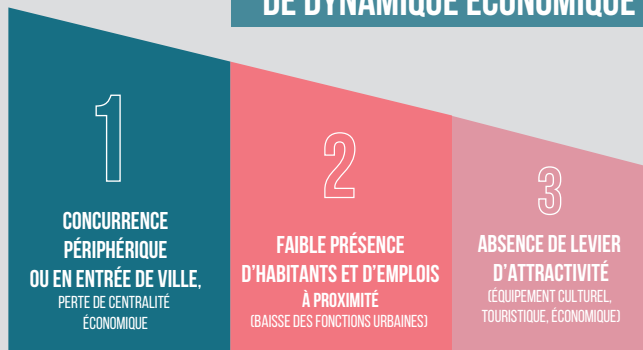 DE DYNAMIQUE ÉCONOMIQUE
1
CONCURRENCE
PÉRIPHÉRIQUE
OU EN ENTRÉE DE VILLE,
PERTE DE CENTRALITÉ
ÉCONOMIQUE
2
FAIBLE PRÉSENCE
D'HABITANTS ET D'EMPLOIS
À PROXIMITÉ
(BAISSE DES FONCTIONS URBAINES)
3
ABSENCE DE LEVIER
D'ATTRACTIVITÉ
(ÉQUIPEMENT CULTUREL,
TOURISTIQUE, ÉCONOMIQUE)